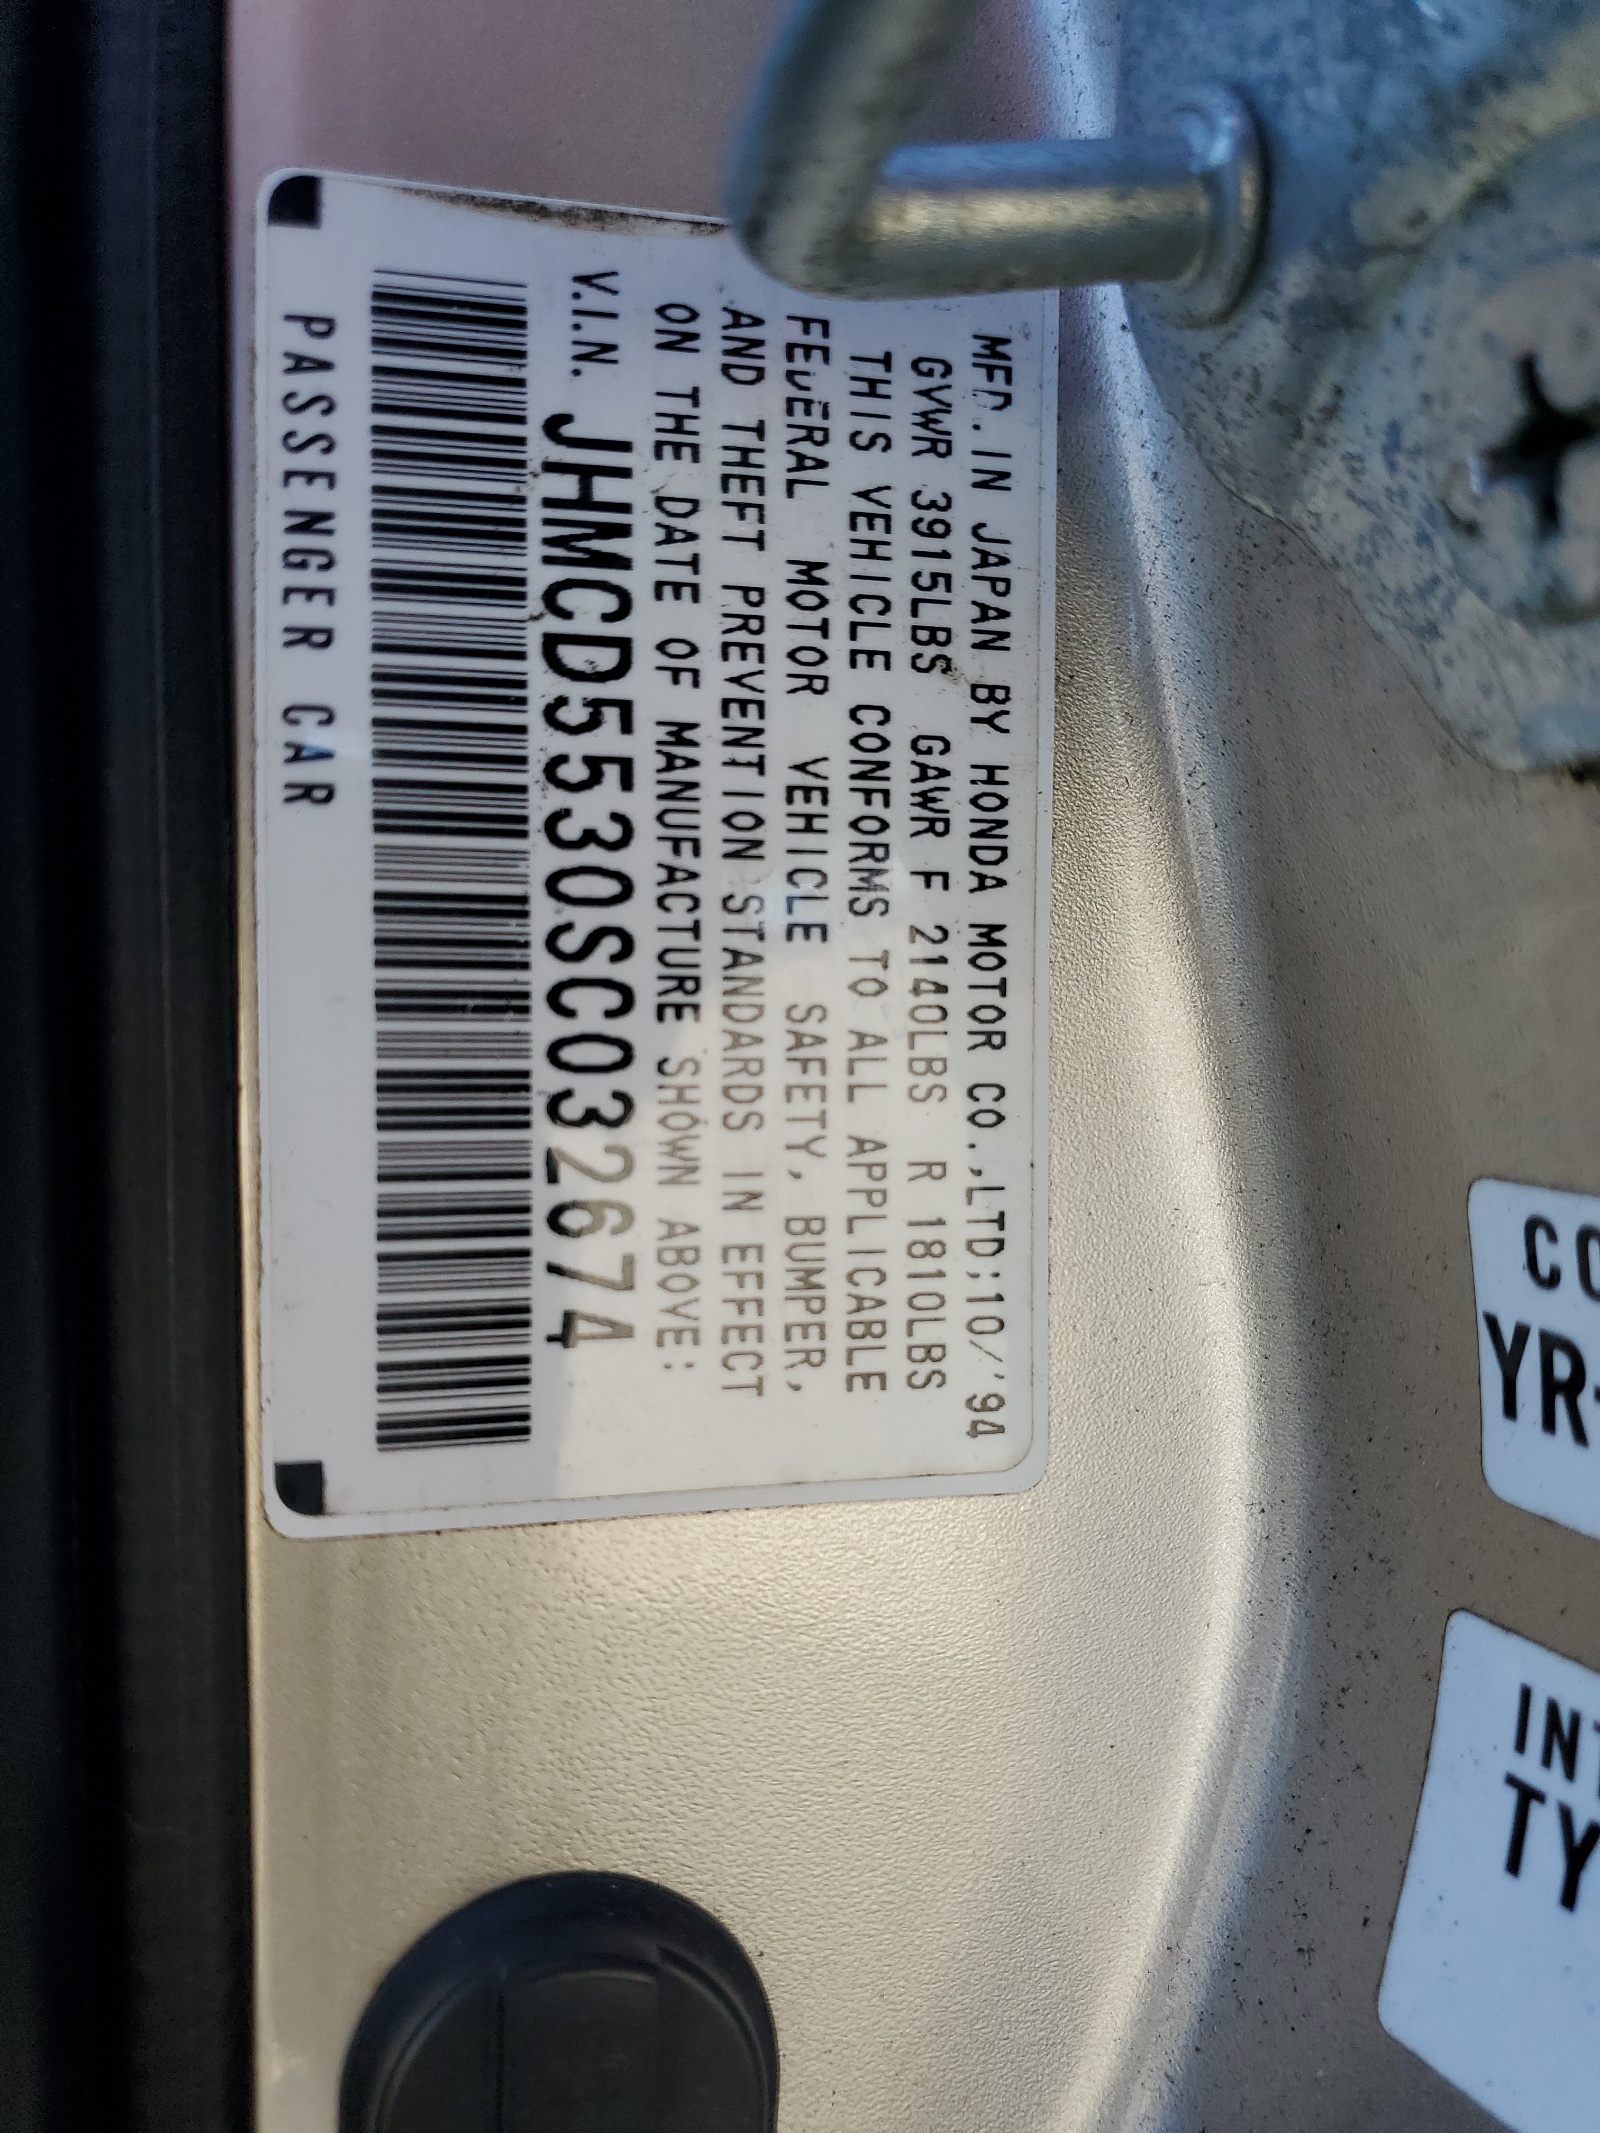 MFD. IN JAPAN BY HONDA MOTOR CO.,LTD;10/'94
GVWR 3915LBS GAWR F 2140LBS R 1810LBS
THIS VEHICLE CONFORMS TO ALL APPLICABLE
FEDERAL MOTOR VEHICLE SAFETY, BUMPER,
AND THEFT PREVENTION STANDARDS IN EFFECT
ON THE DATE OF MANUFACTURE SHOWN ABOVE:
V.I.N. JHMCD5530SC032674
PASSENGER CAR
YR-
TY